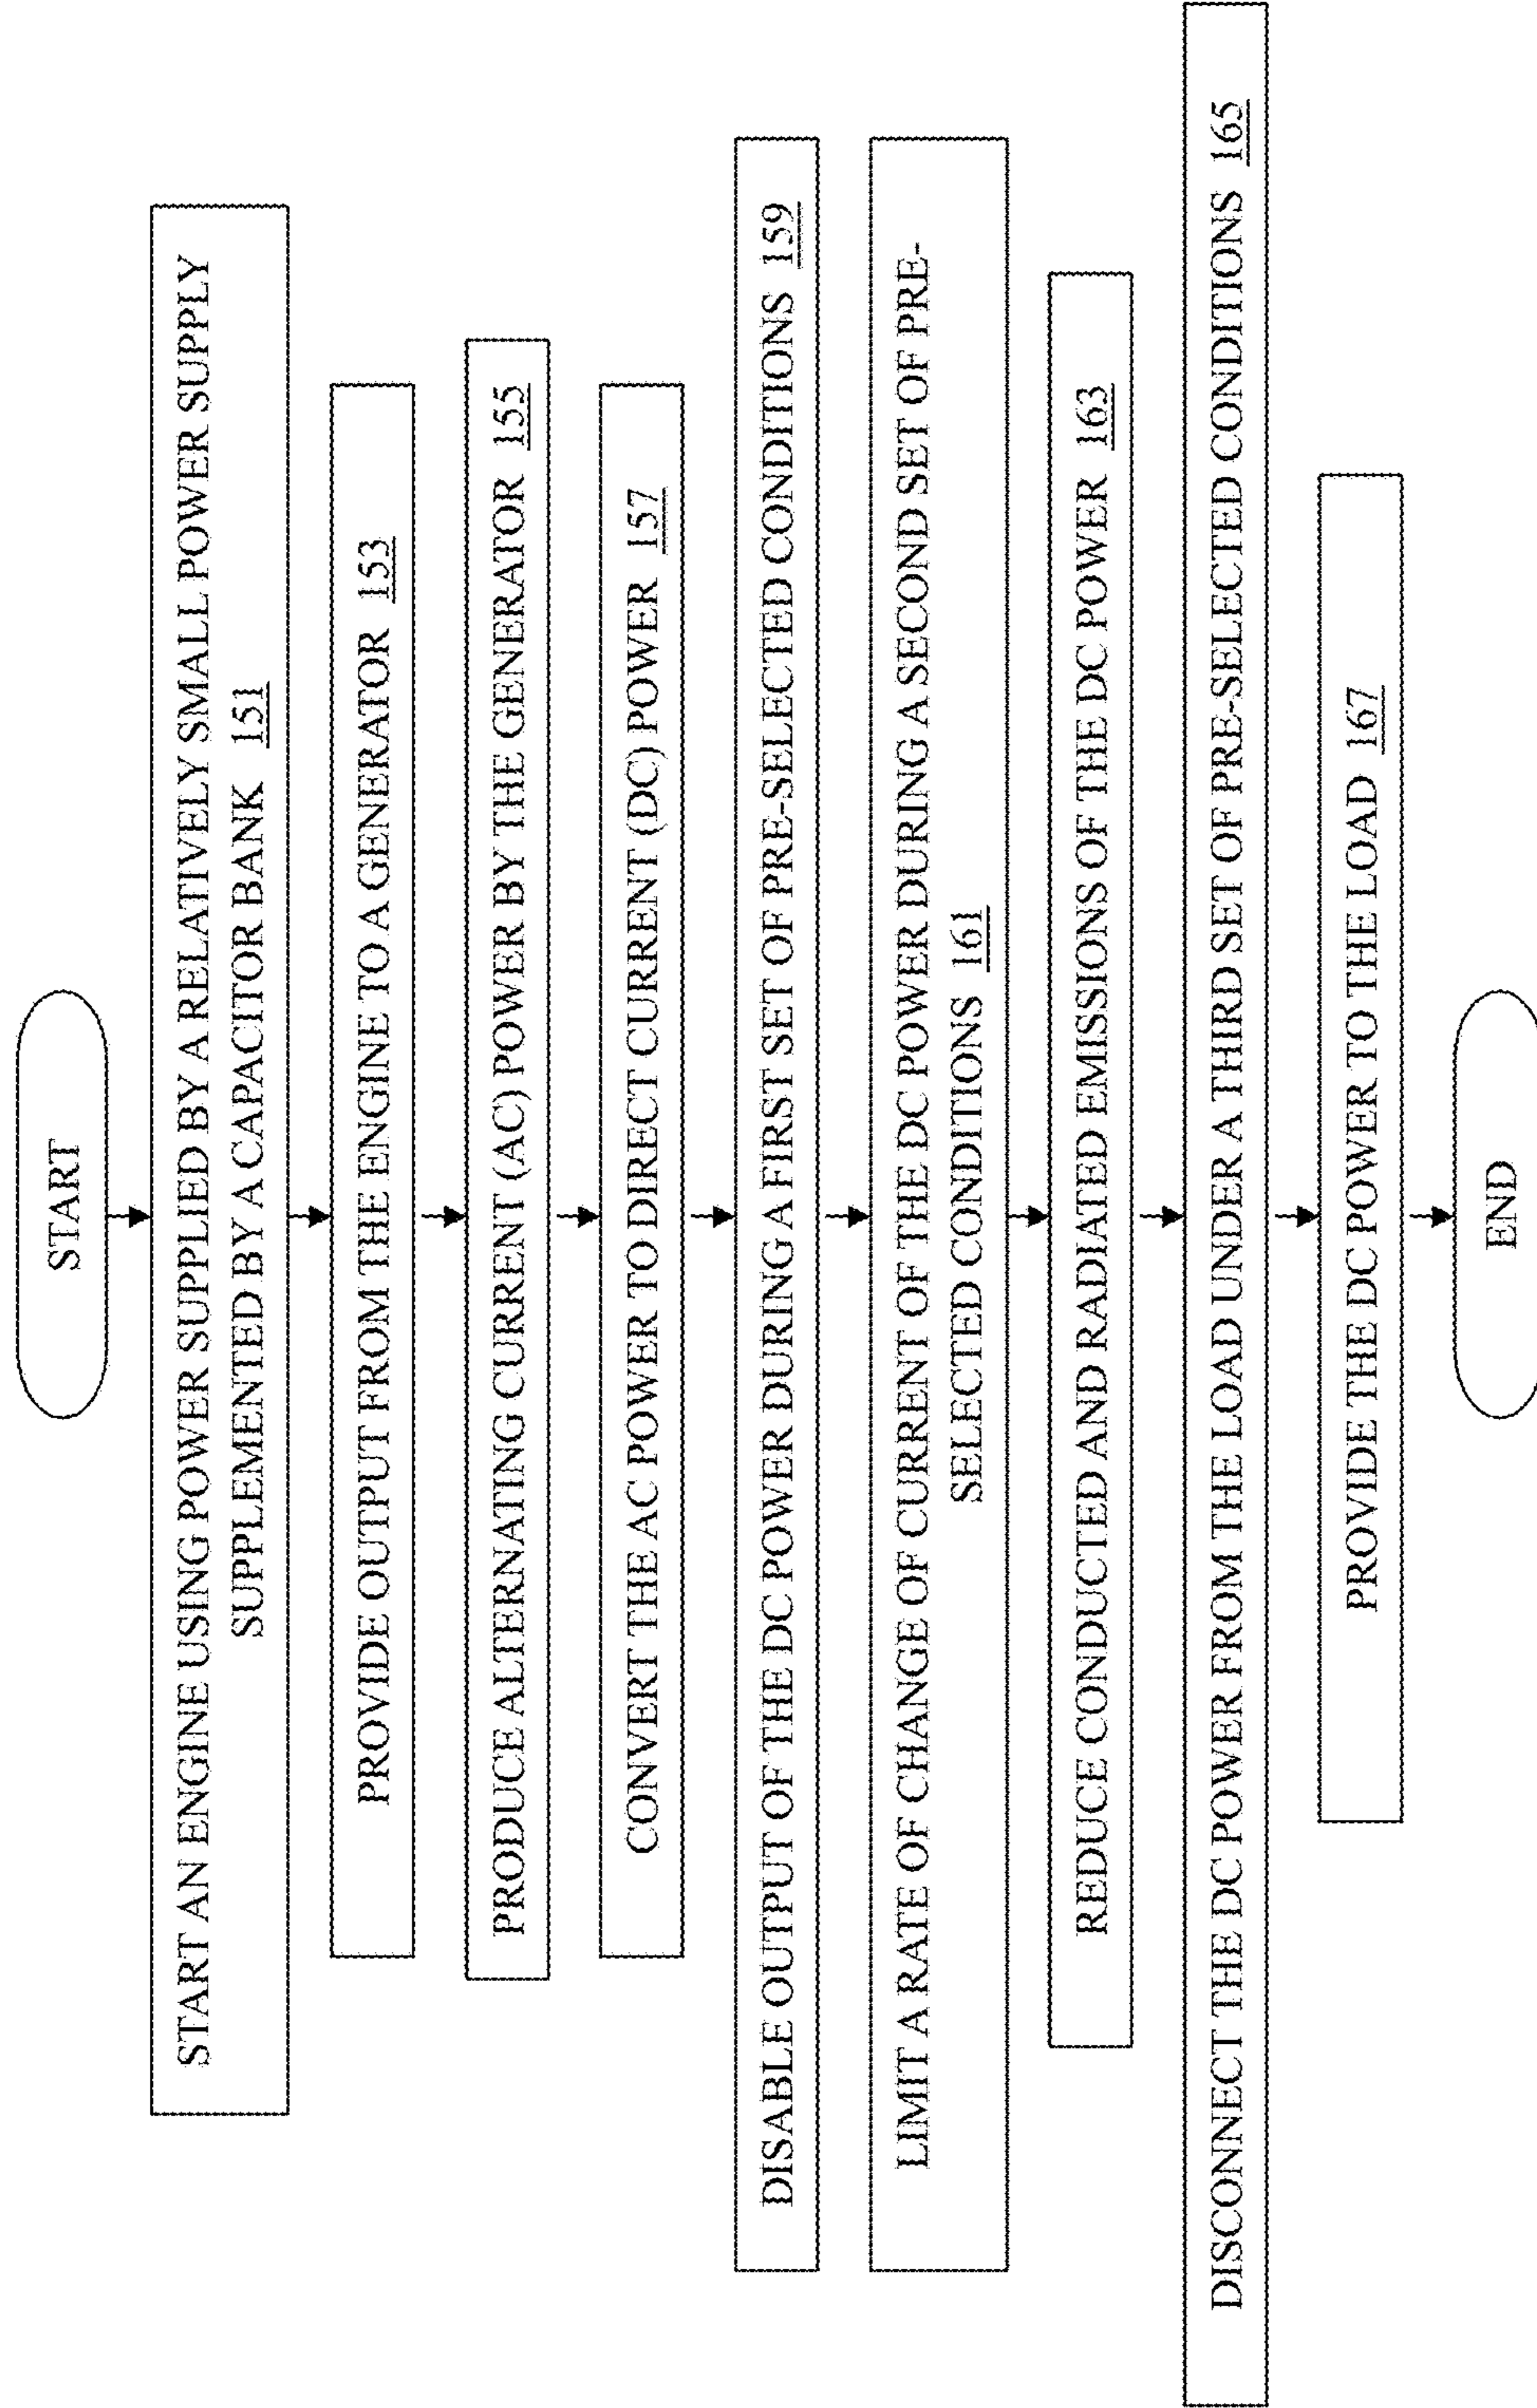 START
START AN ENGINE USING POWER SUPPLIED BY A RELATIVELY SMALL POWER SUPPLY
SUPPLEMENTED BY A CAPACITOR BANK 151
PROVIDE OUTPUT FROM THE ENGINE TO A GENERATOR 153
PRODUCE ALTERNATING CURRENT (AC) POWER BY THE GENERATOR 155
CONVERT THE AC POWER TO DIRECT CURRENT (DC) POWER 157
DISABLE OUTPUT OF THE DC POWER DURING A FIRST SET OF PRE-SELECTED CONDITIONS 159
LIMIT A RATE OF CHANGE OF CURRENT OF THE DC POWER DURING A SECOND SET OF PRE-
SELECTED CONDITIONS 161
REDUCE CONDUCTED AND RADIATED EMISSIONS OF THE DC POWER 163
DISCONNECT THE DC POWER FROM THE LOAD UNDER A THIRD SET OF PRE-SELECTED CONDITIONS 165
PROVIDE THE DC POWER TO THE LOAD 167
END